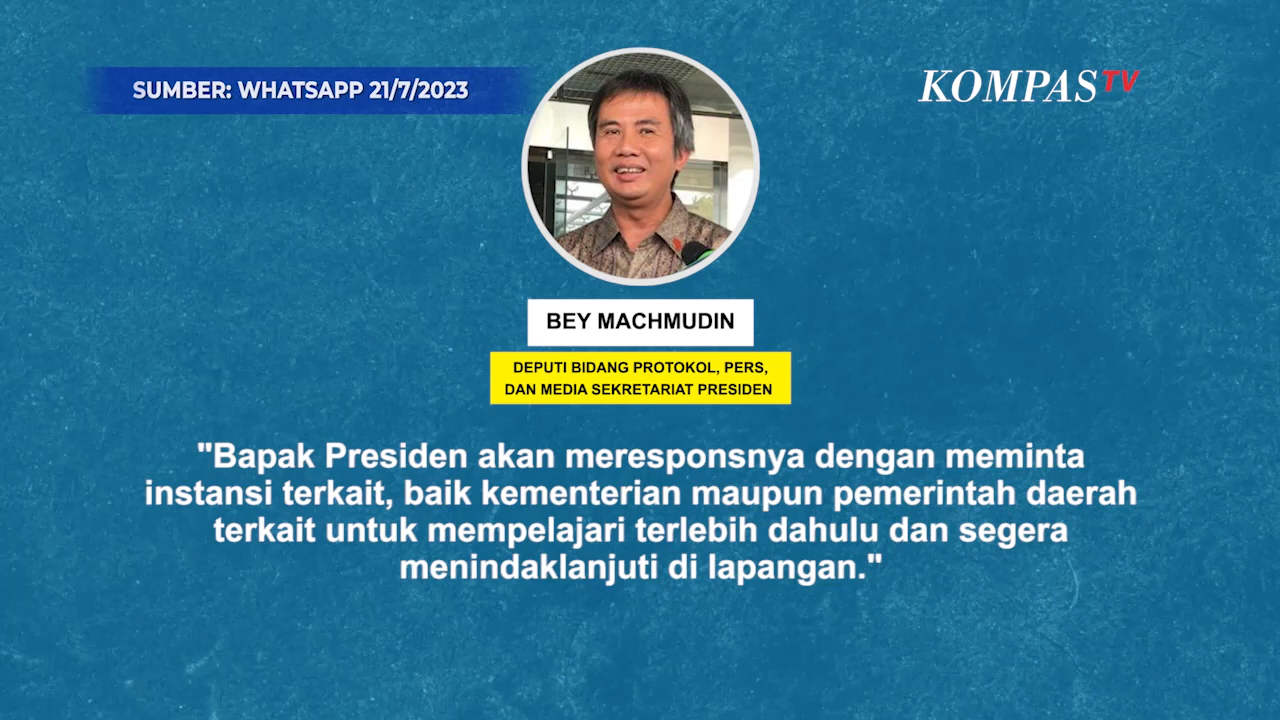 SUMBER: WHATSAPP 21/7/2023
KOMPAS TV
BEY MACHMUDIN
DEPUTI BIDANG PROTOKOL, PERS,
DAN MEDIA SEKRETARIAT PRESIDEN
"Bapak Presiden akan meresponsnya dengan meminta
instansi terkait, baik kementerian maupun pemerintah daerah
terkait untuk mempelajari terlebih dahulu dan segera
menindaklanjuti di lapangan."